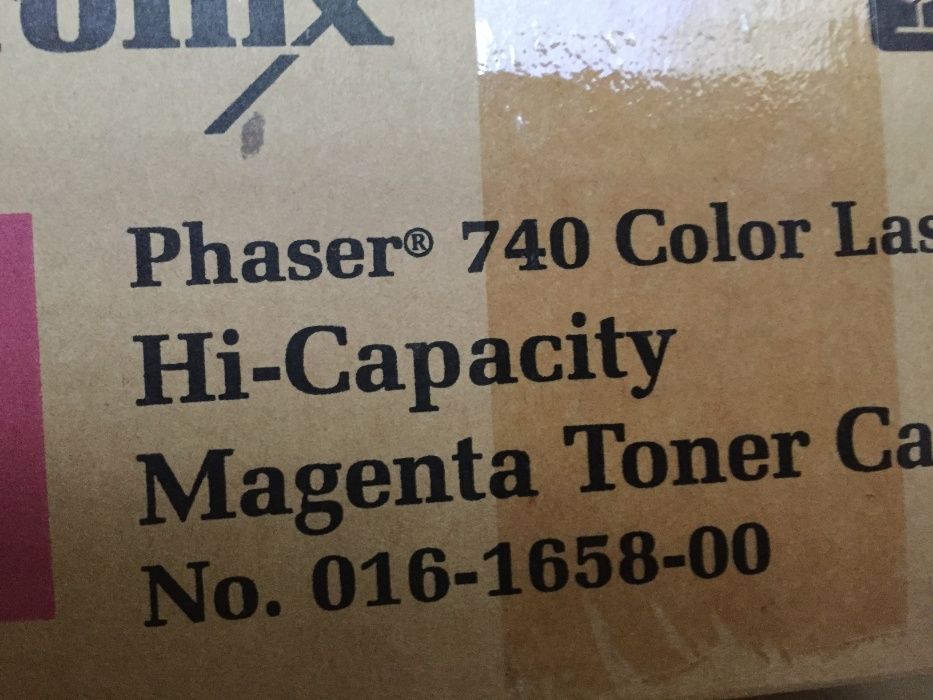 Phaser® 740 Color Las
Hi-Capacity
Magenta Toner Ca
No. 016-1658-00